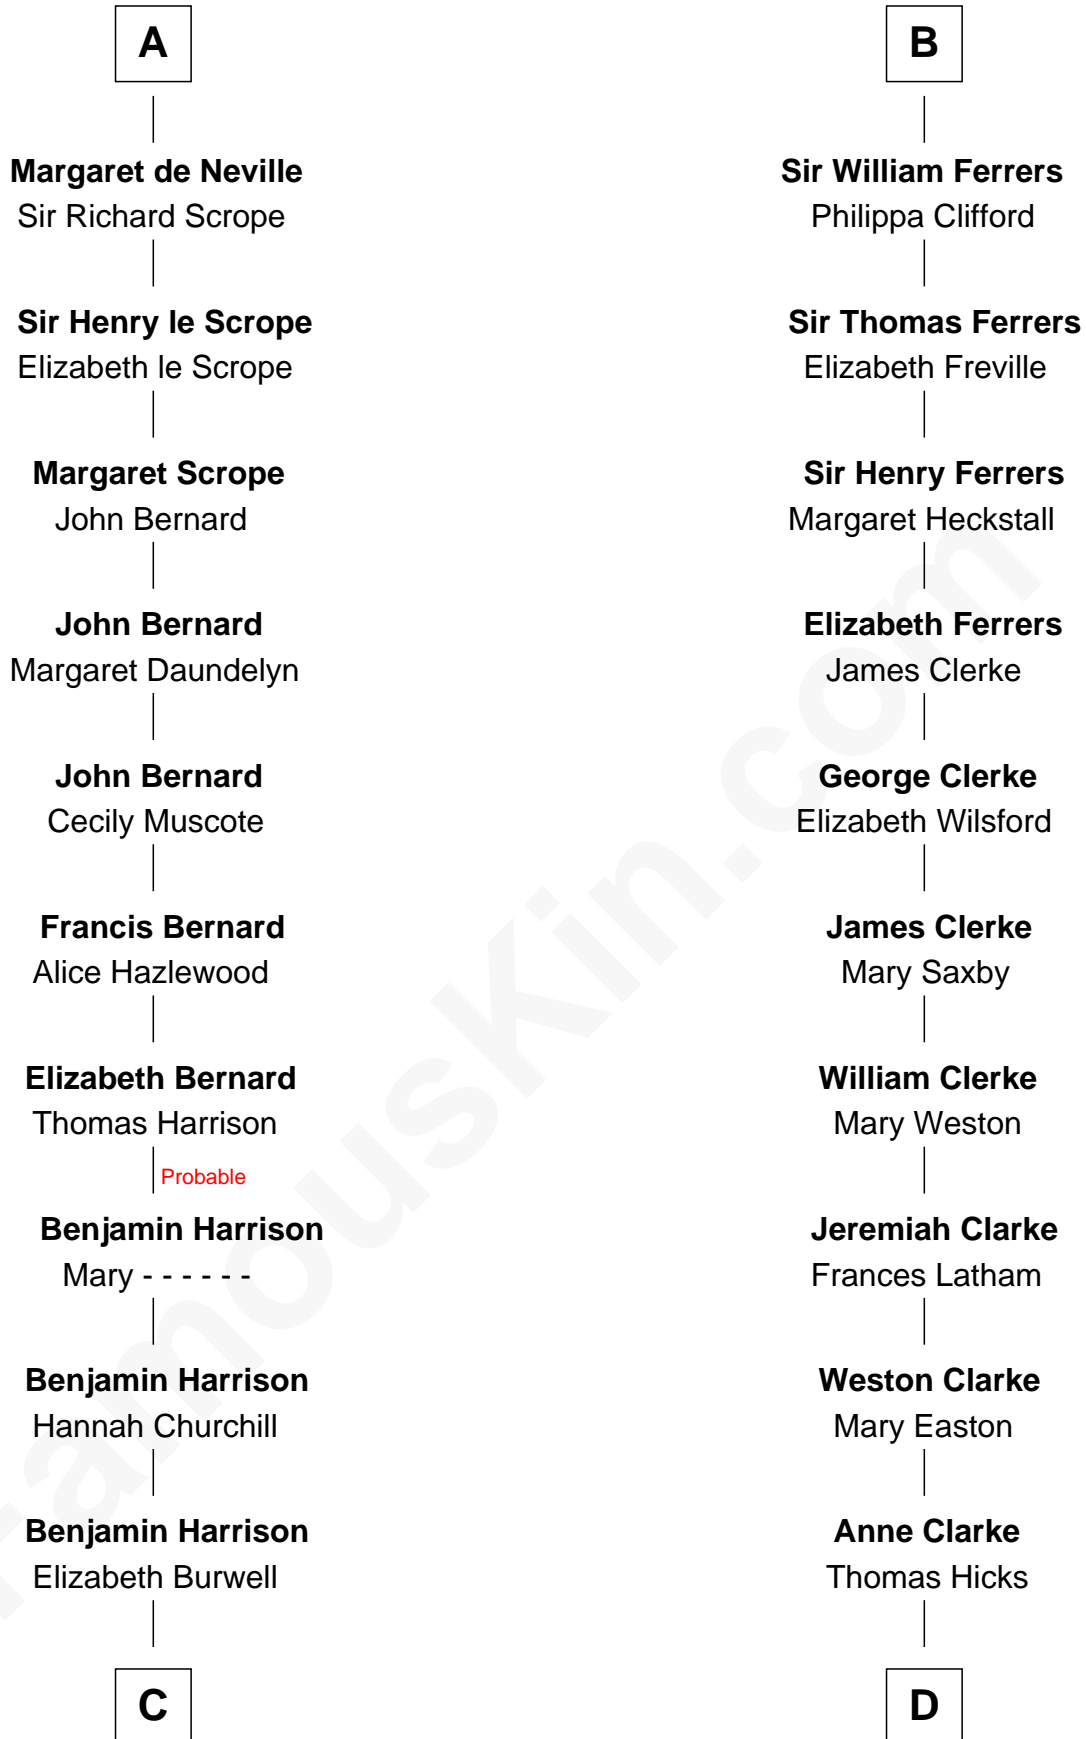 A
Margaret de Neville
Sir Richard Scrope
Sir Henry le Scrope
Elizabeth le Scrope
Margaret Scrope
John Bernard
John Bernard
Margaret Daundelyn
John Bernard
Cecily Muscote
Francis Bernard
Alice Hazlewood
Elizabeth Bernard
Thomas Harrison
Probable
Benjamin Harrison
Mary - - - - - -
Benjamin Harrison
Hannah Churchill
Benjamin Harrison
Elizabeth Burwell
C
B
Sir William Ferrers
Philippa Clifford
Sir Thomas Ferrers
Elizabeth Freville
Sir Henry Ferrers
Margaret Heckstall
Elizabeth Ferrers
James Clerke
George Clerke
Elizabeth Wilsford
James Clerke
Mary Saxby
William Clerke
Mary Weston
Jeremiah Clarke
Frances Latham
Weston Clarke
Mary Easton
Anne Clarke
Thomas Hicks
D
FamousKin.com